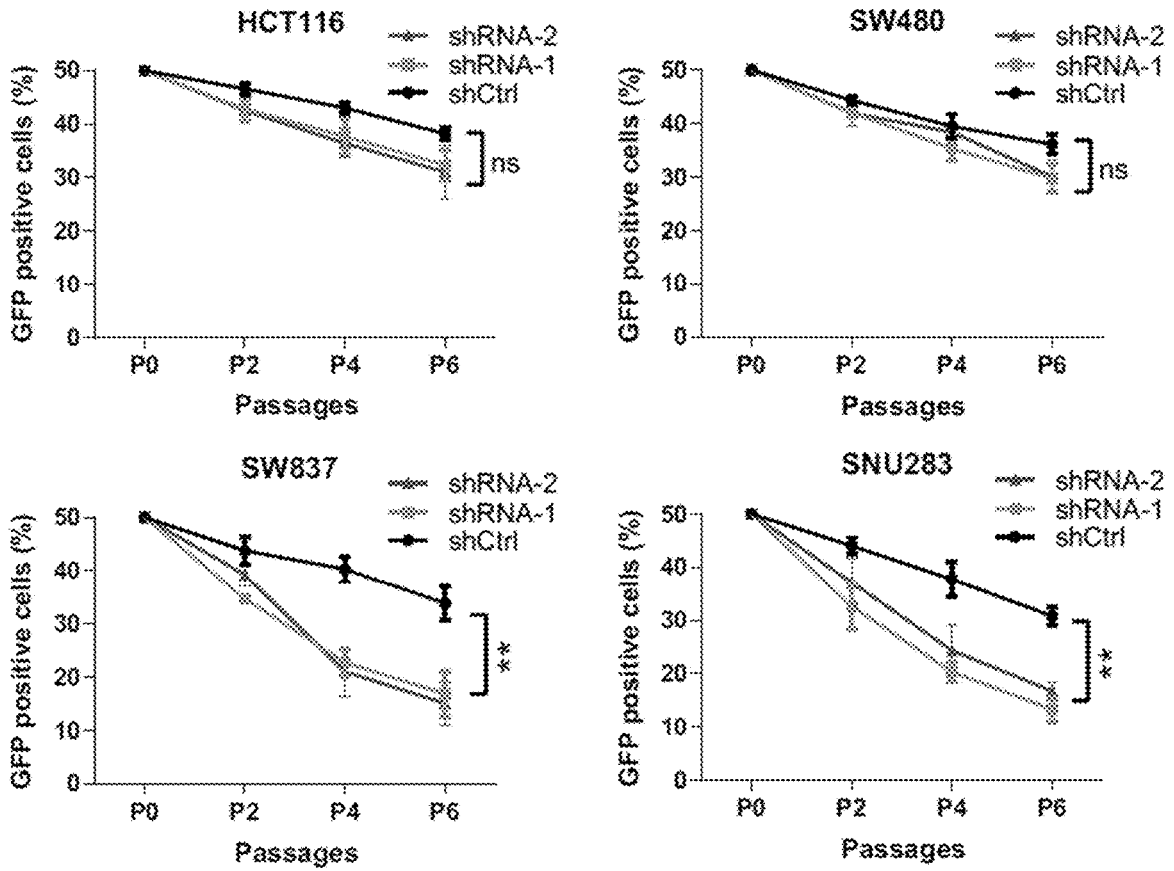 HCT116
shRNA-2
shRNA-1
shCtrl
GFP positive cells (%)
50
40
30
20
10
0
ns
P0 P2 P4 P6
Passages
SW480
shRNA-2
shRNA-1
shCtrl
GFP positive cells (%)
50
40
30
20
10
0
ns
P0 P2 P4 P6
Passages
SW837
shRNA-2
shRNA-1
shCtrl
GFP positive cells (%)
50
40
30
20
10
0
**
P0 P2 P4 P6
Passages
SNU283
shRNA-2
shRNA-1
shCtrl
GFP positive cells (%)
50
40
30
20
10
0
**
P0 P2 P4 P6
Passages